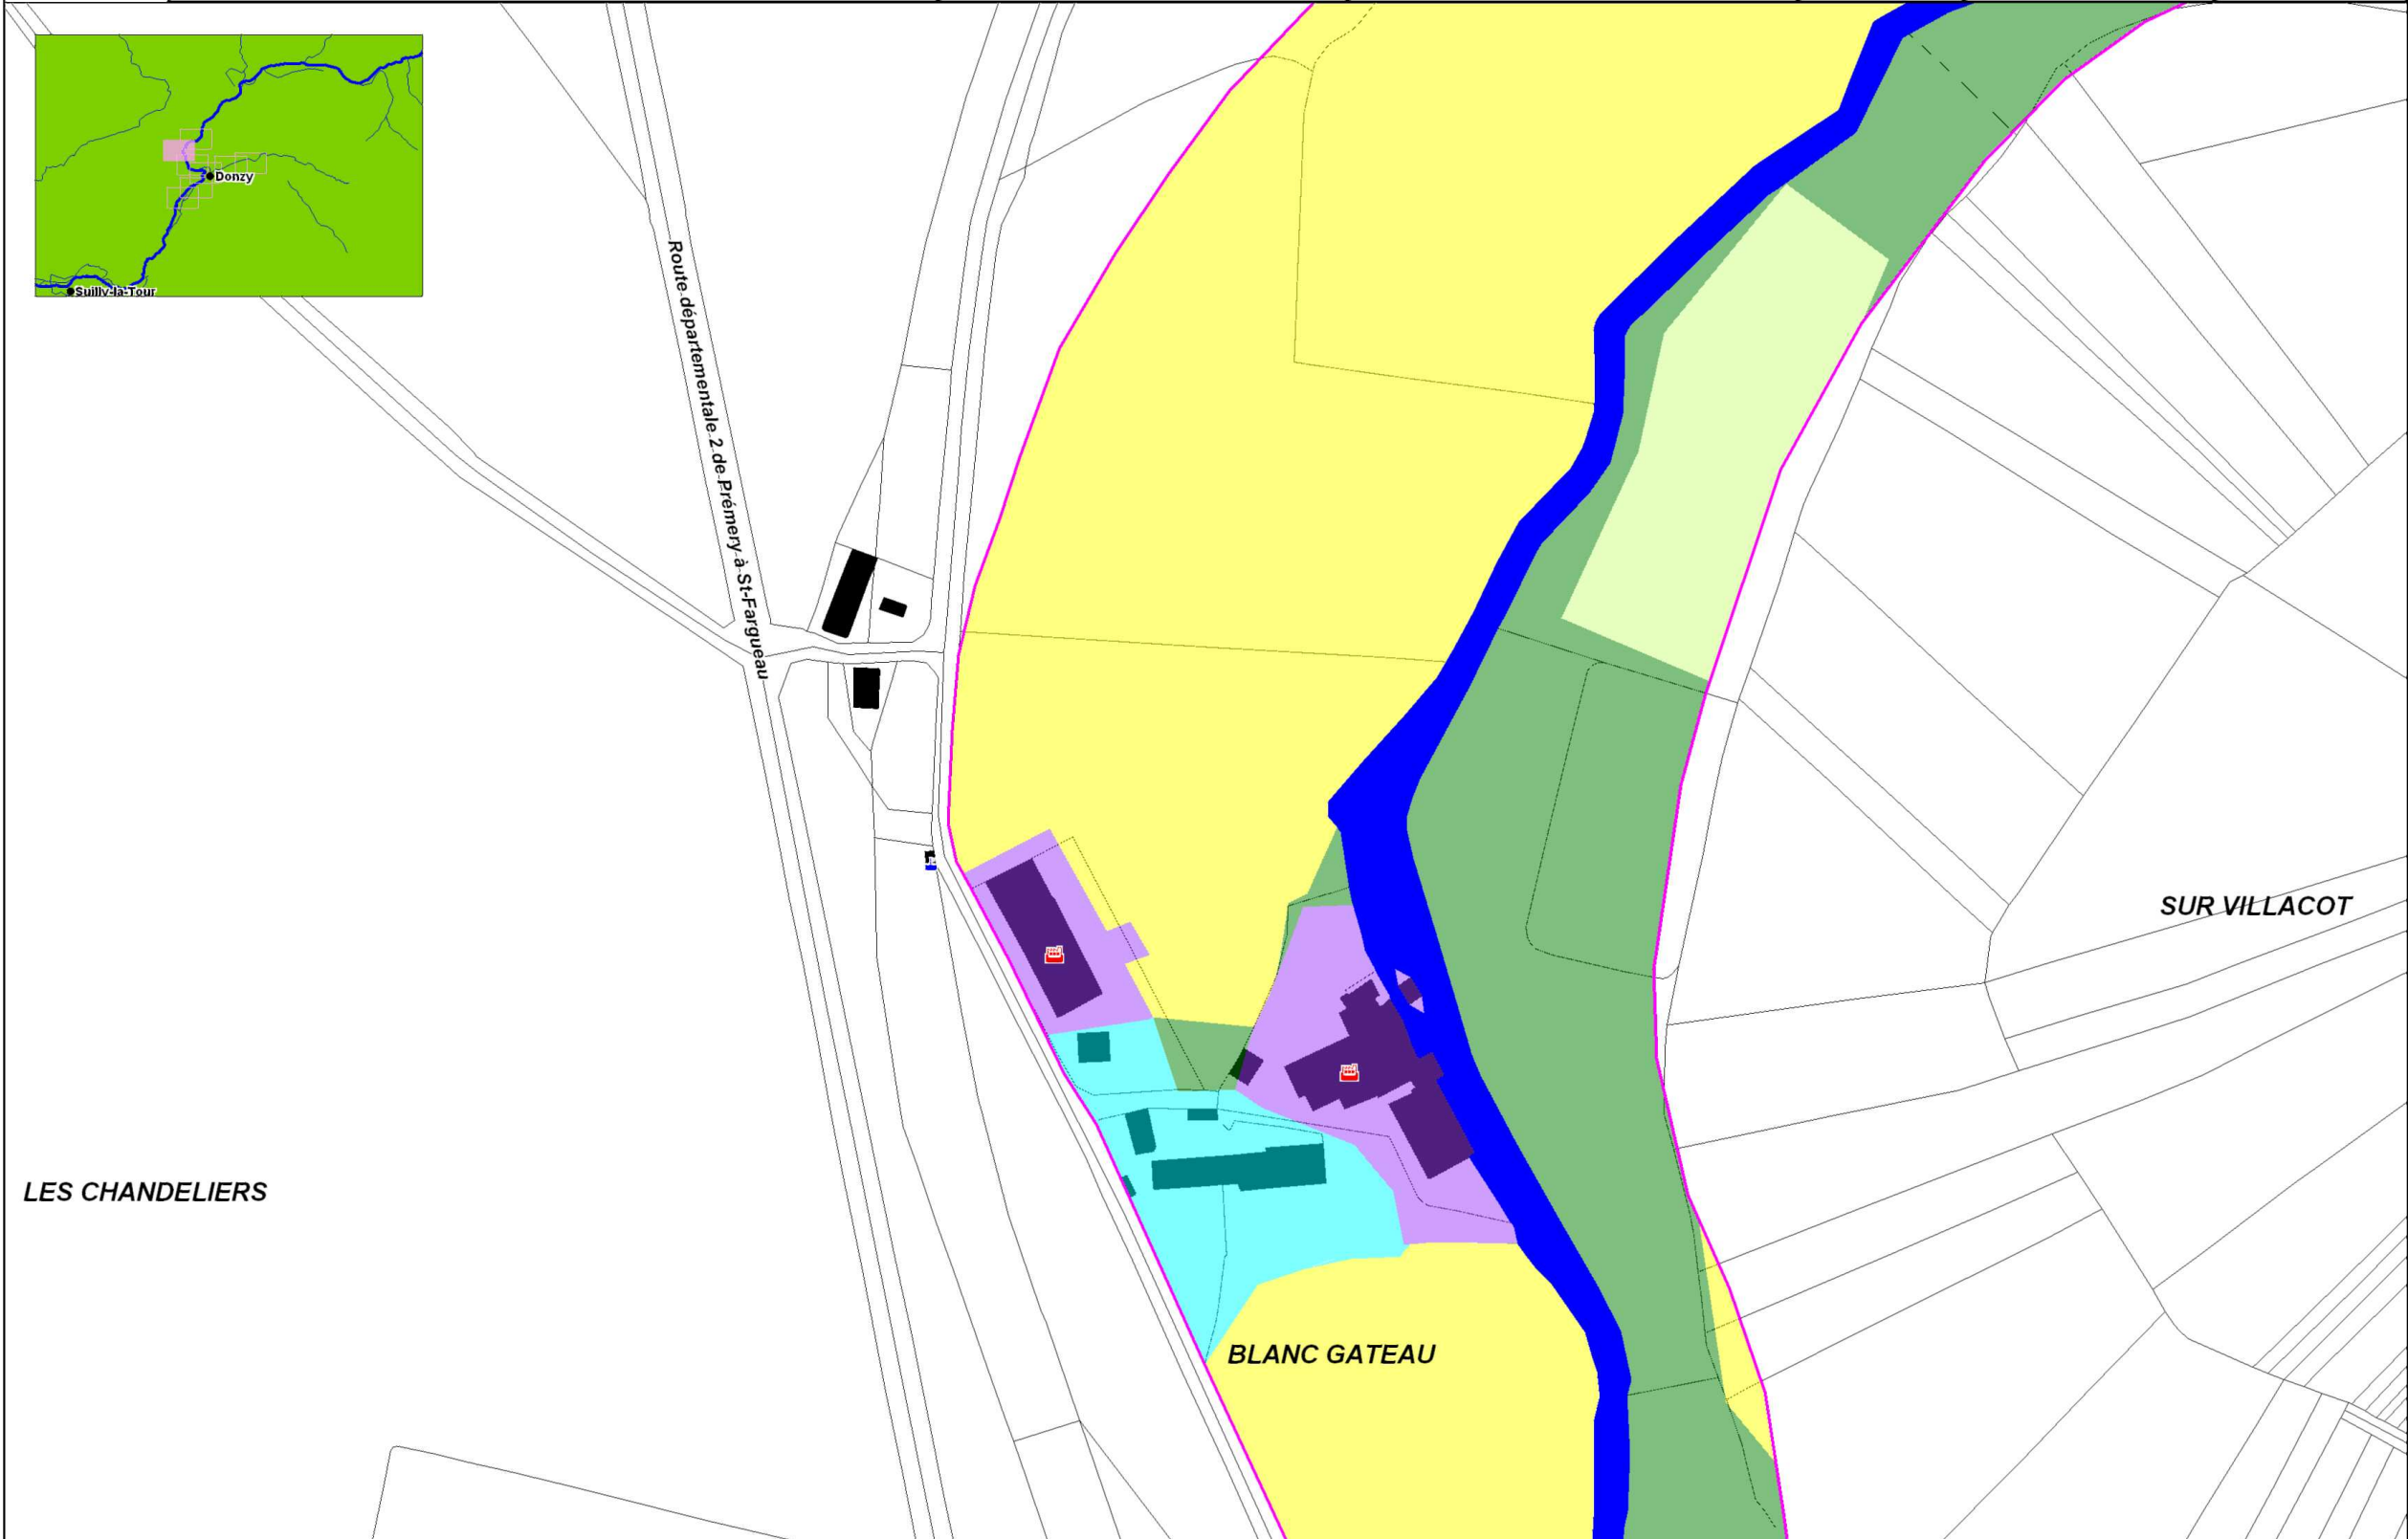 Donzy
Suilly-la-Tour
Route départementale 2 de Prémery à St-Fargueau
SUR VILLACOT
LES CHANDELIERS
BLANC GATEAU